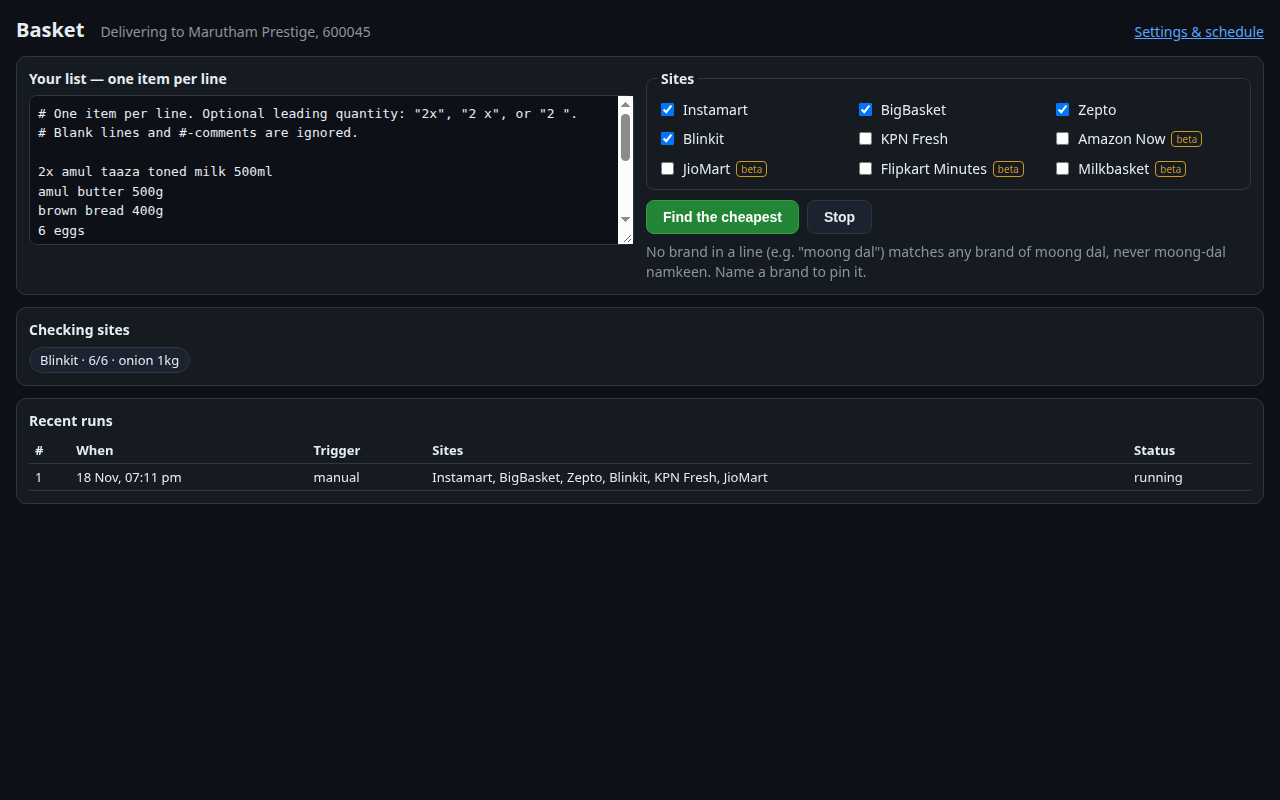 Basket Delivering to Marutham Prestige, 600045 Settings & schedule
Your list — one item per line
# One item per line. Optional leading quantity: "2x", "2 x", or "2 ".
# Blank lines and #-comments are ignored.
2x amul taaza toned milk 500ml
amul butter 500g
brown bread 400g
6 eggs
Sites
Instamart BigBasket Zepto
Blinkit KPN Fresh Amazon Now beta
JioMart beta Flipkart Minutes beta Milkbasket beta
Find the cheapest Stop
No brand in a line (e.g. "moong dal") matches any brand of moong dal, never moong-dal
namkeen. Name a brand to pin it.
Checking sites
Blinkit · 6/6 · onion 1kg
Recent runs
# When Trigger Sites Status
1 18 Nov, 07:11 pm manual Instamart, BigBasket, Zepto, Blinkit, KPN Fresh, JioMart running